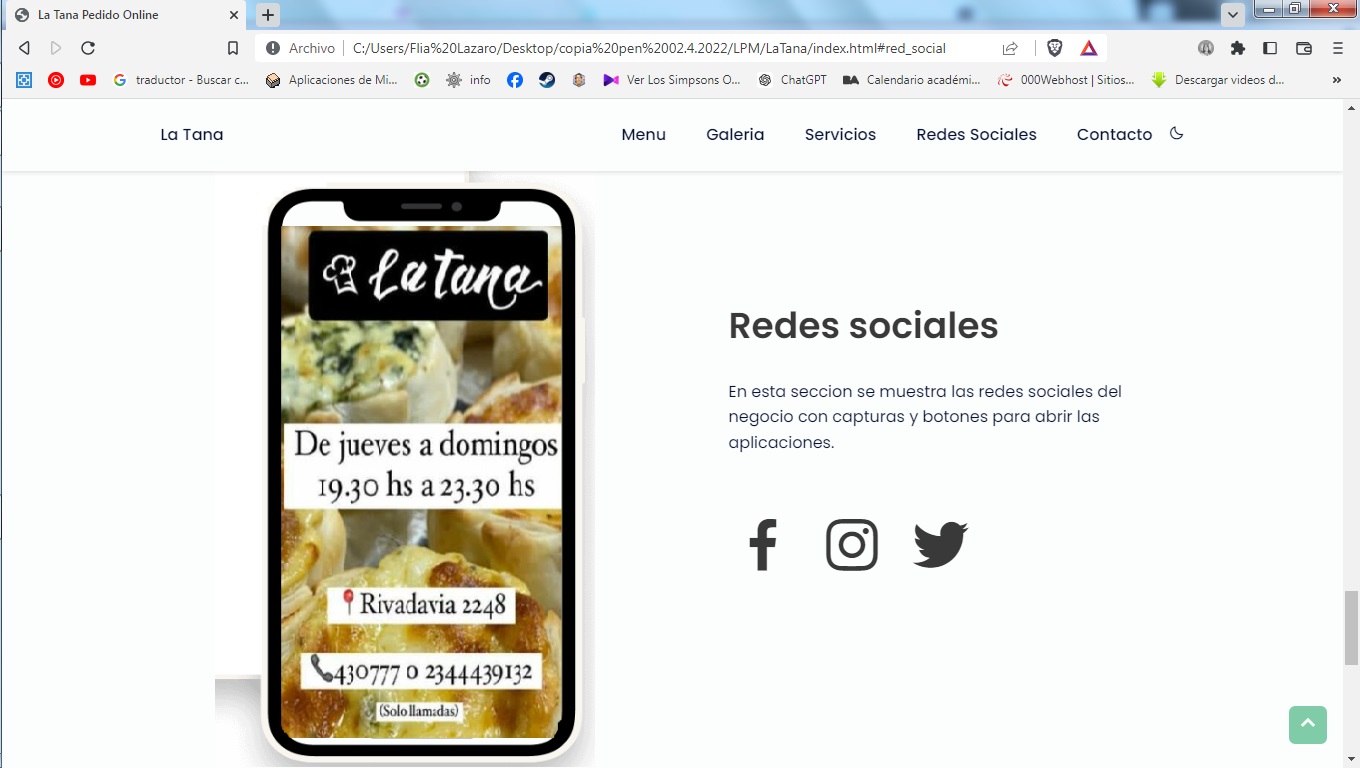 La Tana Pedido Online
Archivo
C:/Users/Flia%20Lazaro/Desktop/copia%20pen%2002.4.2022/LPM/LaTana/index.html#red_social
traductor - Buscar c...
Aplicaciones de Mi...
info
Ver Los Simpsons O...
ChatGPT
BA
Calendario académi...
000Webhost | Sitios...
Descargar videos d...
»
La Tana
Menu
Galeria
Servicios
Redes Sociales
Contacto
La Tana
De jueves a domingos
19.30 hs a 23.30 hs
Rivadavia 2248
430777 o 2344439132
(Solo llamadas)
Redes sociales
En esta seccion se muestra las redes sociales del
negocio con capturas y botones para abrir las
aplicaciones.